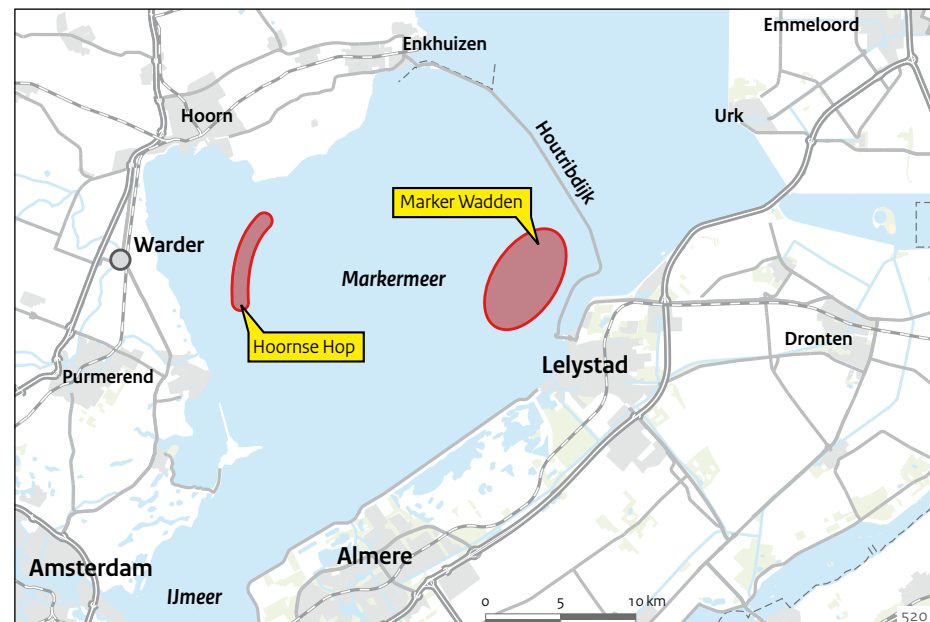 Emmeloord
Enkhuizen
Hoorn
Urk
Houtribdijk
Marker Wadden
Warder
Markermeer
Hoornse Hop
Dronten
Lelystad
Purmerend
Almere
Amsterdam
IJmeer
0 5 10 km
520